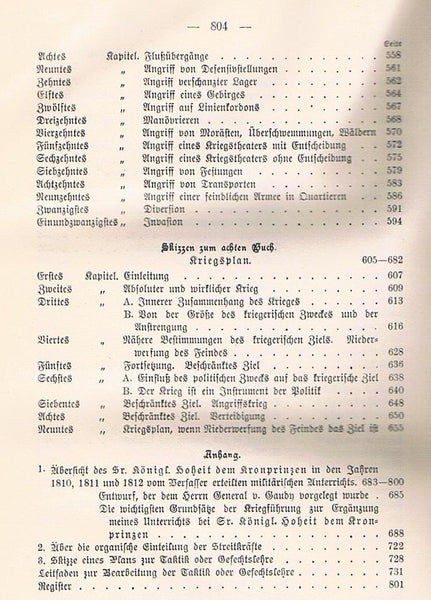 — 804 —
Seite
Achtes Kapitel. Flußübergänge . . . . . . . . . . 558
Neuntes „ Angriff von Defensivstellungen . . . . . . 561
Zehntes „ Angriff verschanzter Lager . . . . . . . 562
Elftes „ Angriff eines Gebirges . . . . . . . . 564
Zwölftes „ Angriff auf Linienkordons . . . . . . . 567
Dreizehntes „ Manövrieren . . . . . . . . . . 568
Vierzehntes „ Angriff von Morästen, Überschwemmungen, Wäldern 570
Fünfzehntes „ Angriff eines Kriegstheaters mit Entscheidung . . 572
Sechzehntes „ Angriff eines Kriegstheaters ohne Entscheidung . . 575
Siebzehntes „ Angriff von Festungen . . . . . . . . 579
Achtzehntes „ Angriff von Transporten . . . . . . . 583
Neunzehntes „ Angriff einer feindlichen Armee in Quartieren . . 586
Zwanzigstes „ Diversion . . . . . . . . . . . 591
Einundzwanzigstes „ Invasion . . . . . . . . . . . 594
Skizzen zum achten Buch.
Kriegsplan. 605—682
Erstes Kapitel. Einleitung . . . . . . . . . . . 607
Zweites „ Absoluter und wirklicher Krieg . . . . . . 609
Drittes „ A. Innerer Zusammenhang des Krieges . . . . 613
B. Von der Größe des kriegerischen Zwecks und der
Anstrengung . . . . . . . . . . 616
Viertes „ Nähere Bestimmungen des kriegerischen Ziels. Nieder-
werfung des Feindes . . . . . . . . 628
Fünftes „ Fortsetzung. Beschränktes Ziel . . . . . . 636
Sechstes „ A. Einfluß des politischen Zwecks auf das kriegerische Ziel 638
B. Der Krieg ist ein Instrument der Politik . . . 640
Siebentes „ Beschränktes Ziel. Angriffskrieg . . . . . . 648
Achtes „ Beschränktes Ziel. Verteidigung . . . . . . 650
Neuntes „ Kriegsplan, wenn Niederwerfung des Feindes das Ziel ist 655
Anhang.
1. Übersicht des Sr. Königl. Hoheit dem Kronprinzen in den Jahren
1810, 1811 und 1812 vom Verfasser erteilten militärischen Unterrichts. 683—800
Entwurf, der dem Herrn General v. Gaudy vorgelegt wurde . 685
Die wichtigsten Grundsätze der Kriegführung zur Ergänzung
meines Unterrichts bei Sr. Königl. Hoheit dem Kron-
prinzen . . . . . . . . . . . . 688
2. Über die organische Einteilung der Streitkräfte . . . . . . 722
3. Skizze eines Plans zur Taktik oder Gefechtslehre . . . . . . 728
Leitfaden zur Bearbeitung der Taktik oder Gefechtslehre . . . . . 731
Register . . . . . . . . . . . . . . . 801